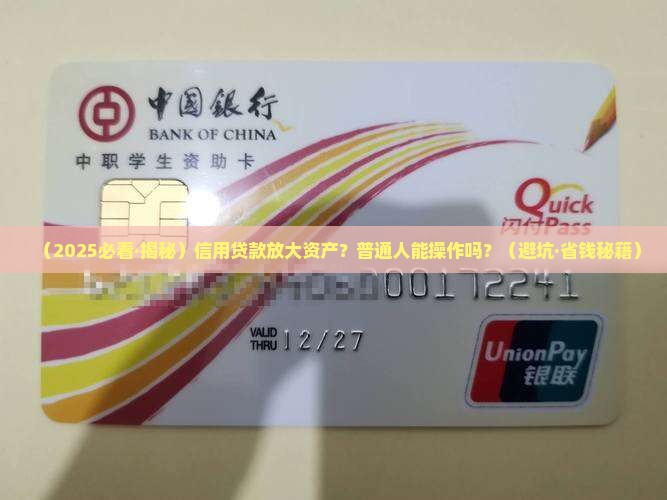 中国银行
BANK OF CHINA
中职学生资助卡
Quick
闪付Pass
（2025必看·揭秘）信用贷款放大资产？普通人能操作吗？（避坑·省钱秘籍）
00172241
VALID
THRU 12/27
UnionPay
银联